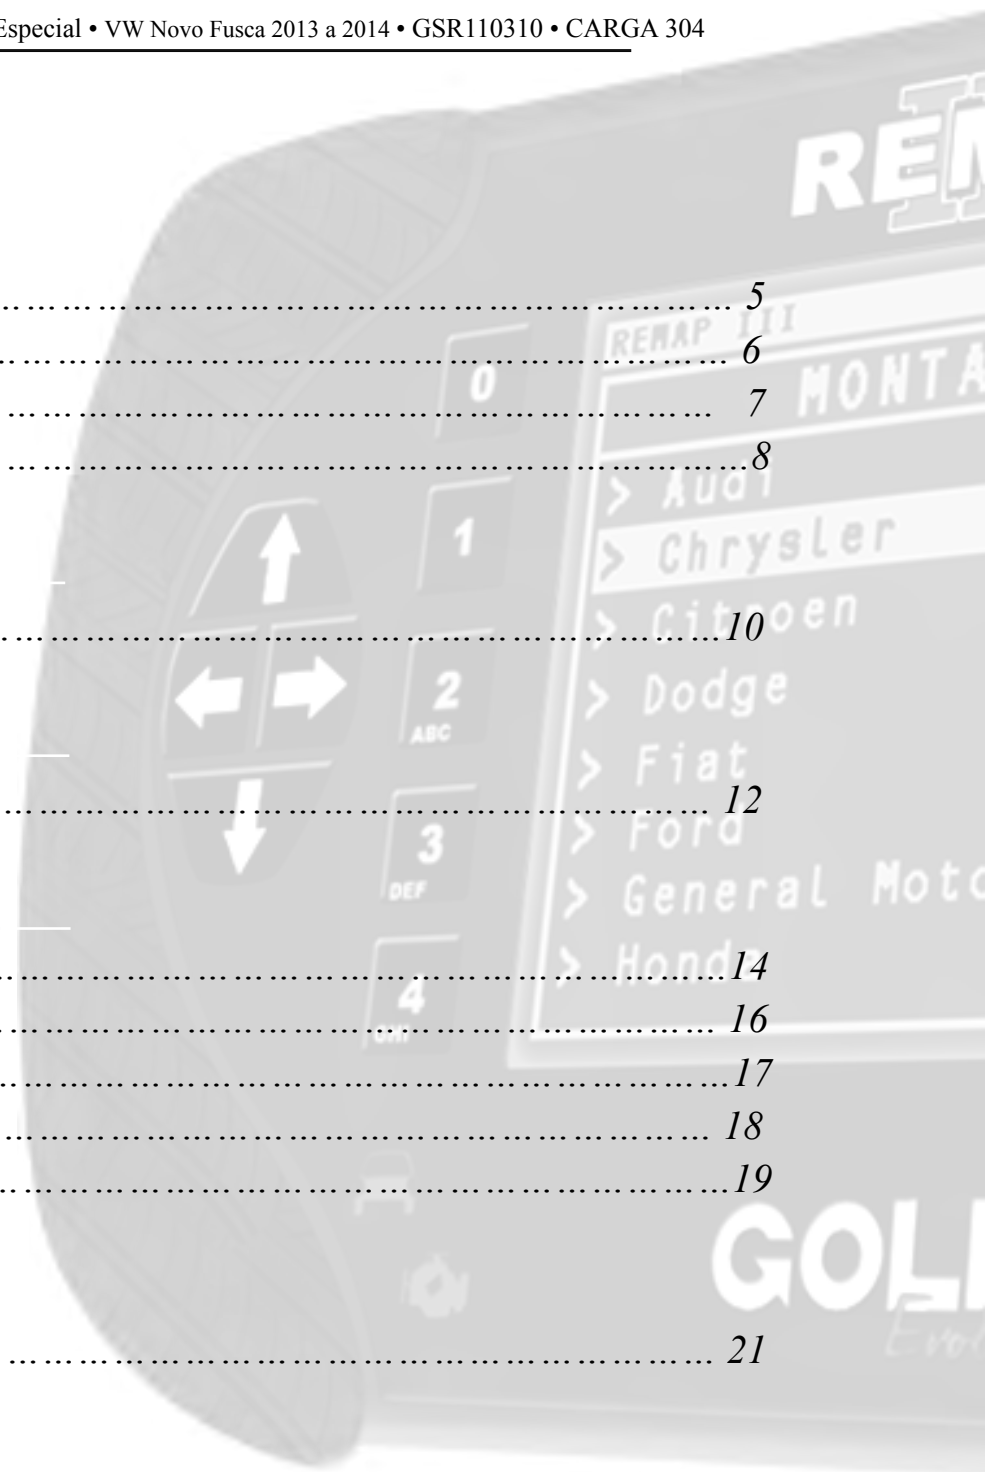 Especial • VW Novo Fusca 2013 a 2014 • GSR110310 • CARGA 304
REMAP III
MONTA
…………………………………………………… 5
…………………………………………………… 6
…………………………………………………… 7
……………………………………………………8
> Audi
> Chrysler
> Citroen
> Dodge
> Fiat
> Ford
> General Moto
> Honda
0
1
2
ABC
3
DEF
4
GHI
……………………………………………………10
…………………………………………………… 12
……………………………………………………14
…………………………………………………… 16
……………………………………………………17
…………………………………………………… 18
……………………………………………………19
…………………………………………………… 21